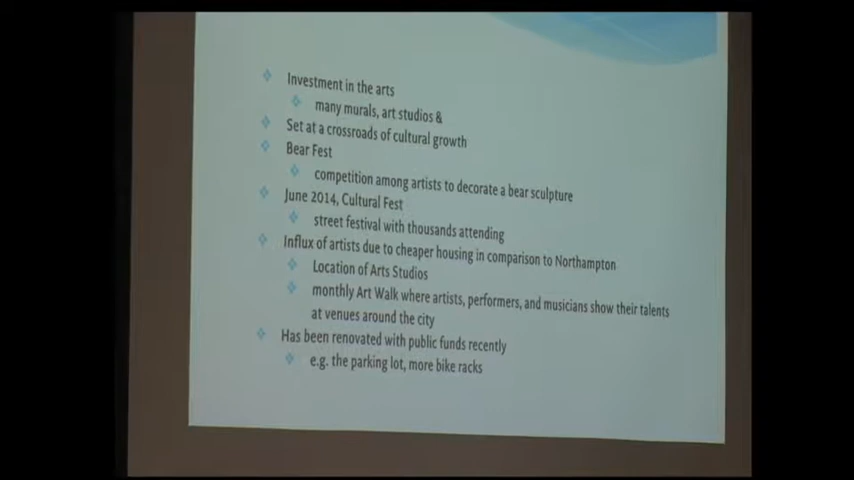 Investment in the arts
many murals, art studios &
Set at a crossroads of cultural growth
Bear Fest
competition among artists to decorate a bear sculpture
June 2014, Cultural Fest
street festival with thousands attending
Influx of artists due to cheaper housing in comparison to Northampton
Location of Arts Studios
monthly Art Walk where artists, performers, and musicians show their talents
at venues around the city
Has been renovated with public funds recently
e.g. the parking lot, more bike racks